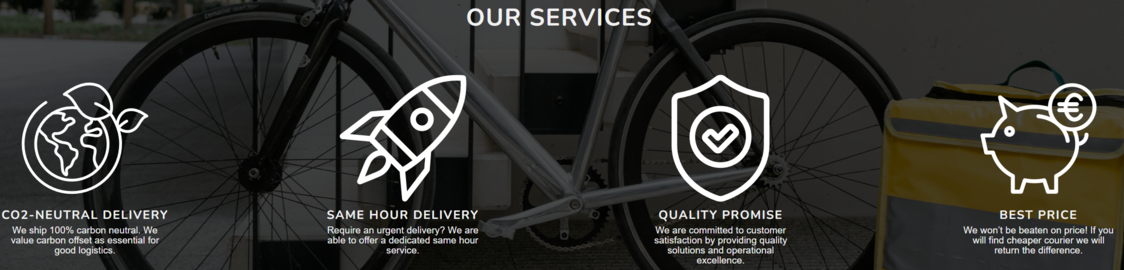 OUR SERVICES
CO2-NEUTRAL DELIVERY
We ship 100% carbon neutral. We
value carbon offset as essential for
good logistics.
SAME HOUR DELIVERY
Require an urgent delivery? We are
able to offer a dedicated same hour
service.
QUALITY PROMISE
We are committed to customer
satisfaction by providing quality
solutions and operational
excellence.
€
BEST PRICE
We won't be beaten on price! If you
will find cheaper courier we will
return the difference.